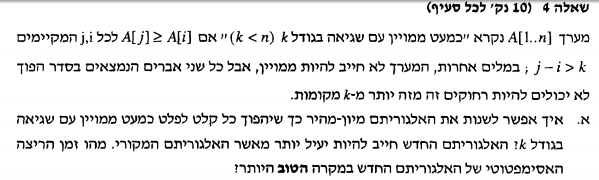 שאלה 4 (10 נק' לכל סעיף)
מערך A[1..n] נקרא "כמעט ממויין עם שגיאה בגודל k (k < n)" אם A[j] ≥ A[i] לכל j,i המקיימים
j − i > k ; במלים אחרות, המערך לא חייב להיות ממויין, אבל כל שני אברים הנמצאים בסדר הפוך
לא יכולים להיות רחוקים זה מזה יותר מ-k מקומות.
א. איך אפשר לשנות את האלגוריתם מיון-מהיר כך שיהפוך כל קלט לפלט כמעט ממויין עם שגיאה
בגודל k? האלגוריתם החדש חייב להיות יעיל יותר מאשר האלגוריתם המקורי. מהו זמן הריצה
האסימפטוטי של האלגוריתם החדש במקרה הטוב היותר?